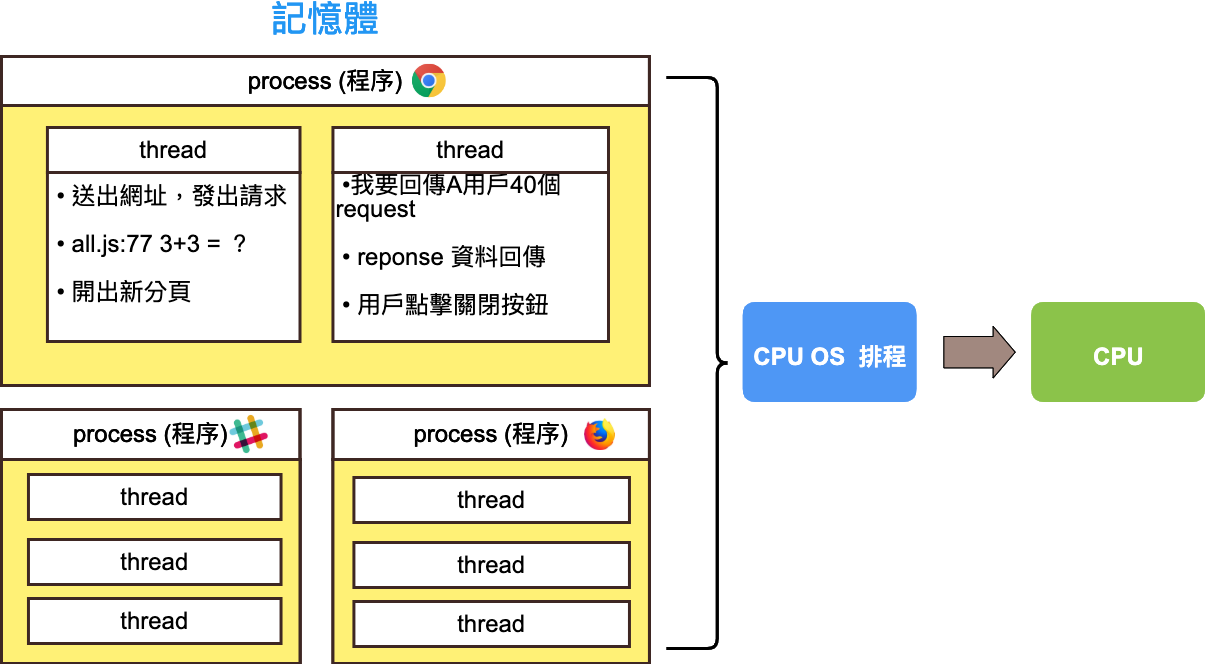 記憶體
process (程序)
thread
• 送出網址，發出請求
• all.js:77 3+3 = ？
• 開出新分頁
thread
•我要回傳A用戶40個
request
• reponse 資料回傳
• 用戶點擊關閉按鈕
process (程序)
thread
thread
thread
process (程序)
thread
thread
thread
CPU OS 排程
CPU